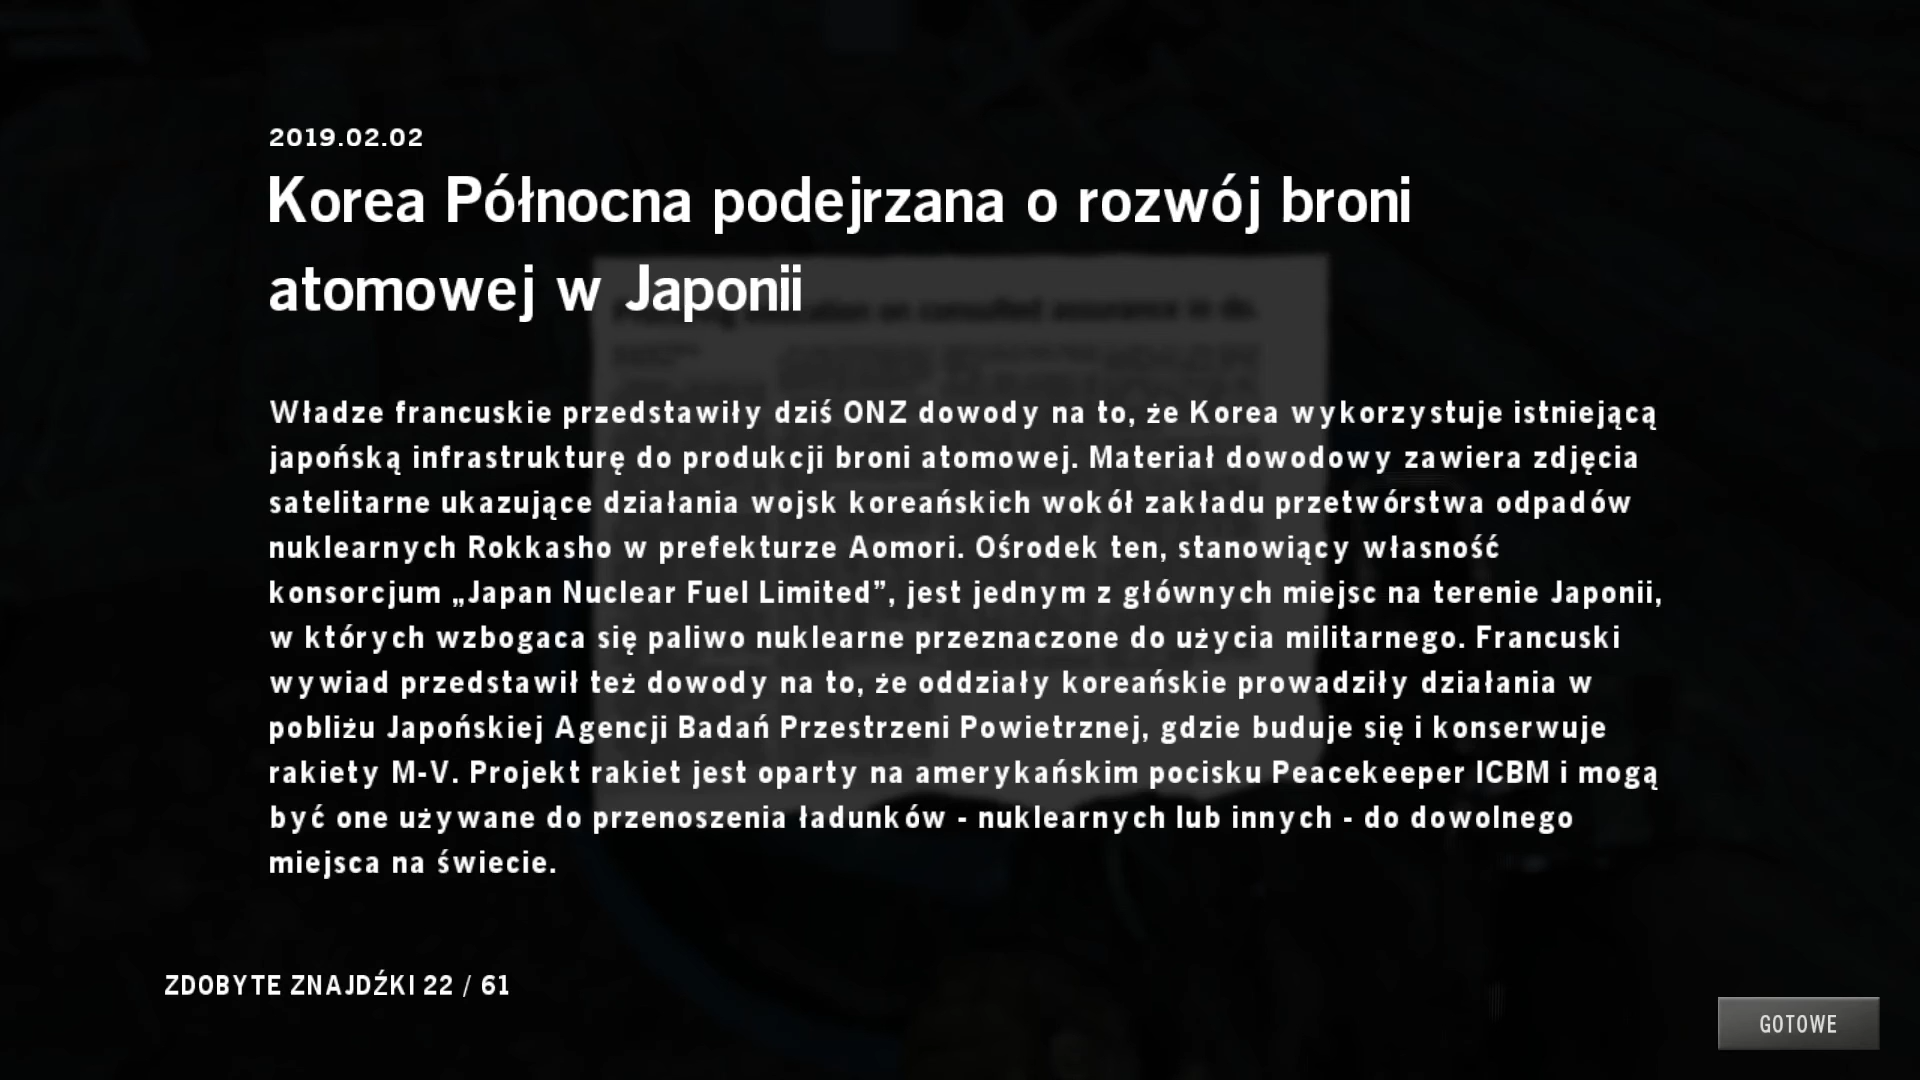 2019.02.02
Korea Północna podejrzana o rozwój broni
atomowej w Japonii
Władze francuskie przedstawiły dziś ONZ dowody na to, że Korea wykorzystuje istniejącą
japońską infrastrukturę do produkcji broni atomowej. Materiał dowodowy zawiera zdjęcia
satelitarne ukazujące działania wojsk koreańskich wokół zakładu przetwórstwa odpadów
nuklearnych Rokkasho w prefekturze Aomori. Ośrodek ten, stanowiący własność
konsorcjum „Japan Nuclear Fuel Limited”, jest jednym z głównych miejsc na terenie Japonii,
w których wzbogaca się paliwo nuklearne przeznaczone do użycia militarnego. Francuski
wywiad przedstawił też dowody na to, że oddziały koreańskie prowadziły działania w
pobliżu Japońskiej Agencji Badań Przestrzeni Powietrznej, gdzie buduje się i konserwuje
rakiety M-V. Projekt rakiet jest oparty na amerykańskim pocisku Peacekeeper ICBM i mogą
być one używane do przenoszenia ładunków - nuklearnych lub innych - do dowolnego
miejsca na świecie.
ZDOBYTE ZNAJDŹKI 22 / 61
GOTOWE